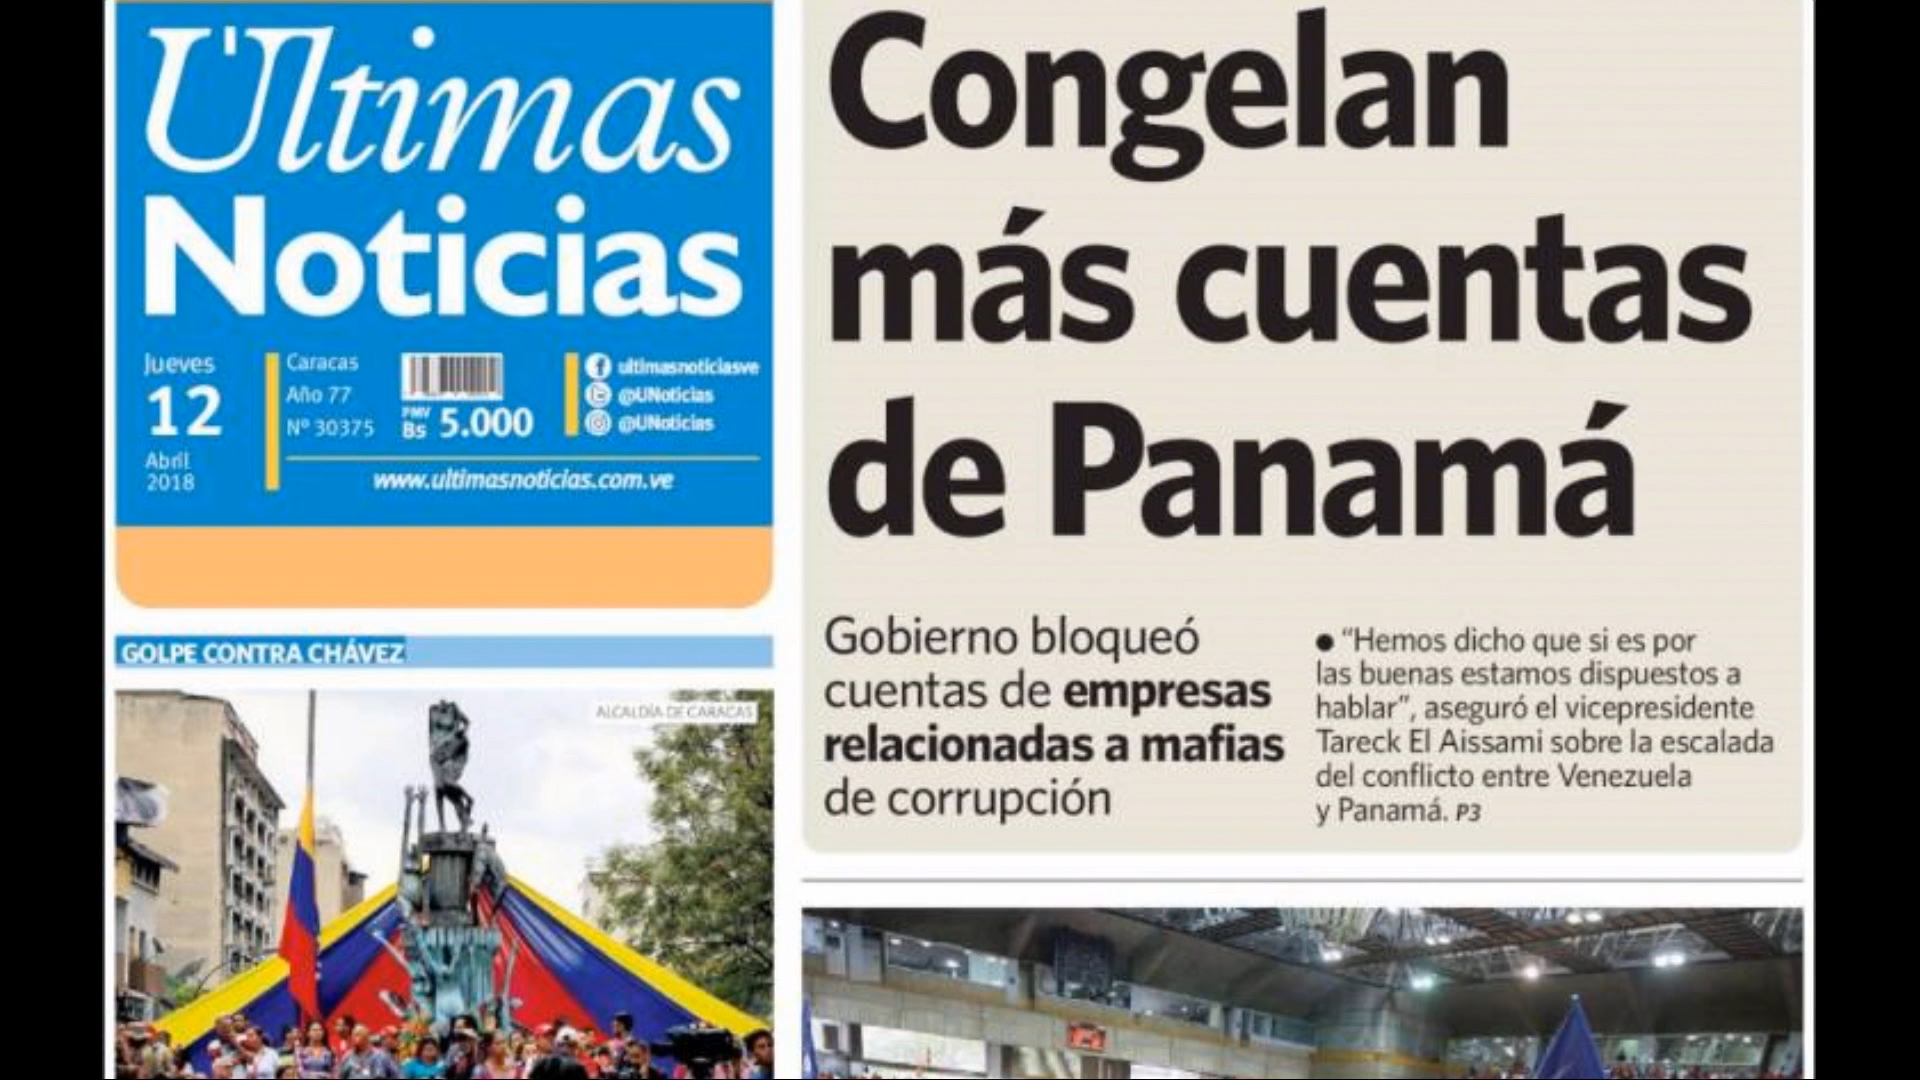 Últimas
Noticias
Jueves
12
Abril
2018
Caracas
Año 77
Nº 30375
PMV
Bs 5.000
ultimasnoticiasve
@UNoticias
@UNoticias
www.ultimasnoticias.com.ve
GOLPE CONTRA CHÁVEZ
ALCALDÍA DE CARACAS
Congelan
más cuentas
de Panamá
Gobierno bloqueó
cuentas de empresas
relacionadas a mafias
de corrupción
● “Hemos dicho que si es por
las buenas estamos dispuestos a
hablar”, aseguró el vicepresidente
Tareck El Aissami sobre la escalada
del conflicto entre Venezuela
y Panamá. P3